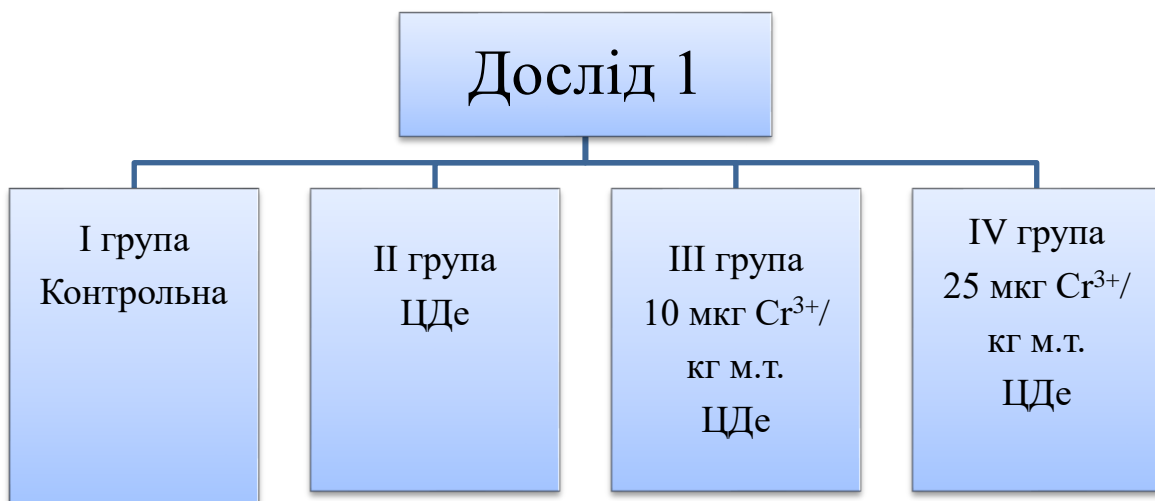 Дослід 1
I група
Контрольна
II група
ЦДе
III група
10 мкг Cr³⁺/
кг м.т.
ЦДе
IV група
25 мкг Cr³⁺/
кг м.т.
ЦДе